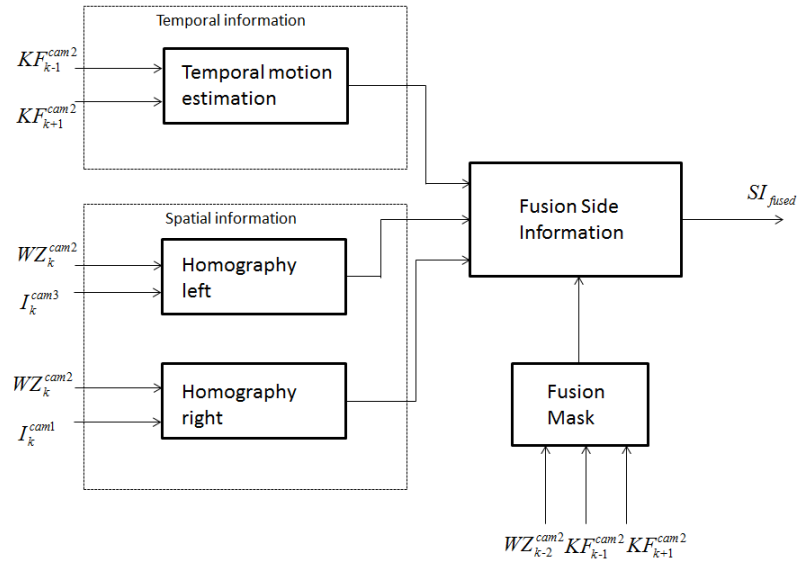 Temporal information
KF_{k-1}^{cam2}
KF_{k+1}^{cam2}
Temporal motion
estimation
Spatial information
WZ_k^{cam2}
I_k^{cam3}
Homography
left
WZ_k^{cam2}
I_k^{cam1}
Homography
right
Fusion Side
Information
SI_{fused}
Fusion
Mask
WZ_{k-2}^{cam2} KF_{k-1}^{cam2} KF_{k+1}^{cam2}